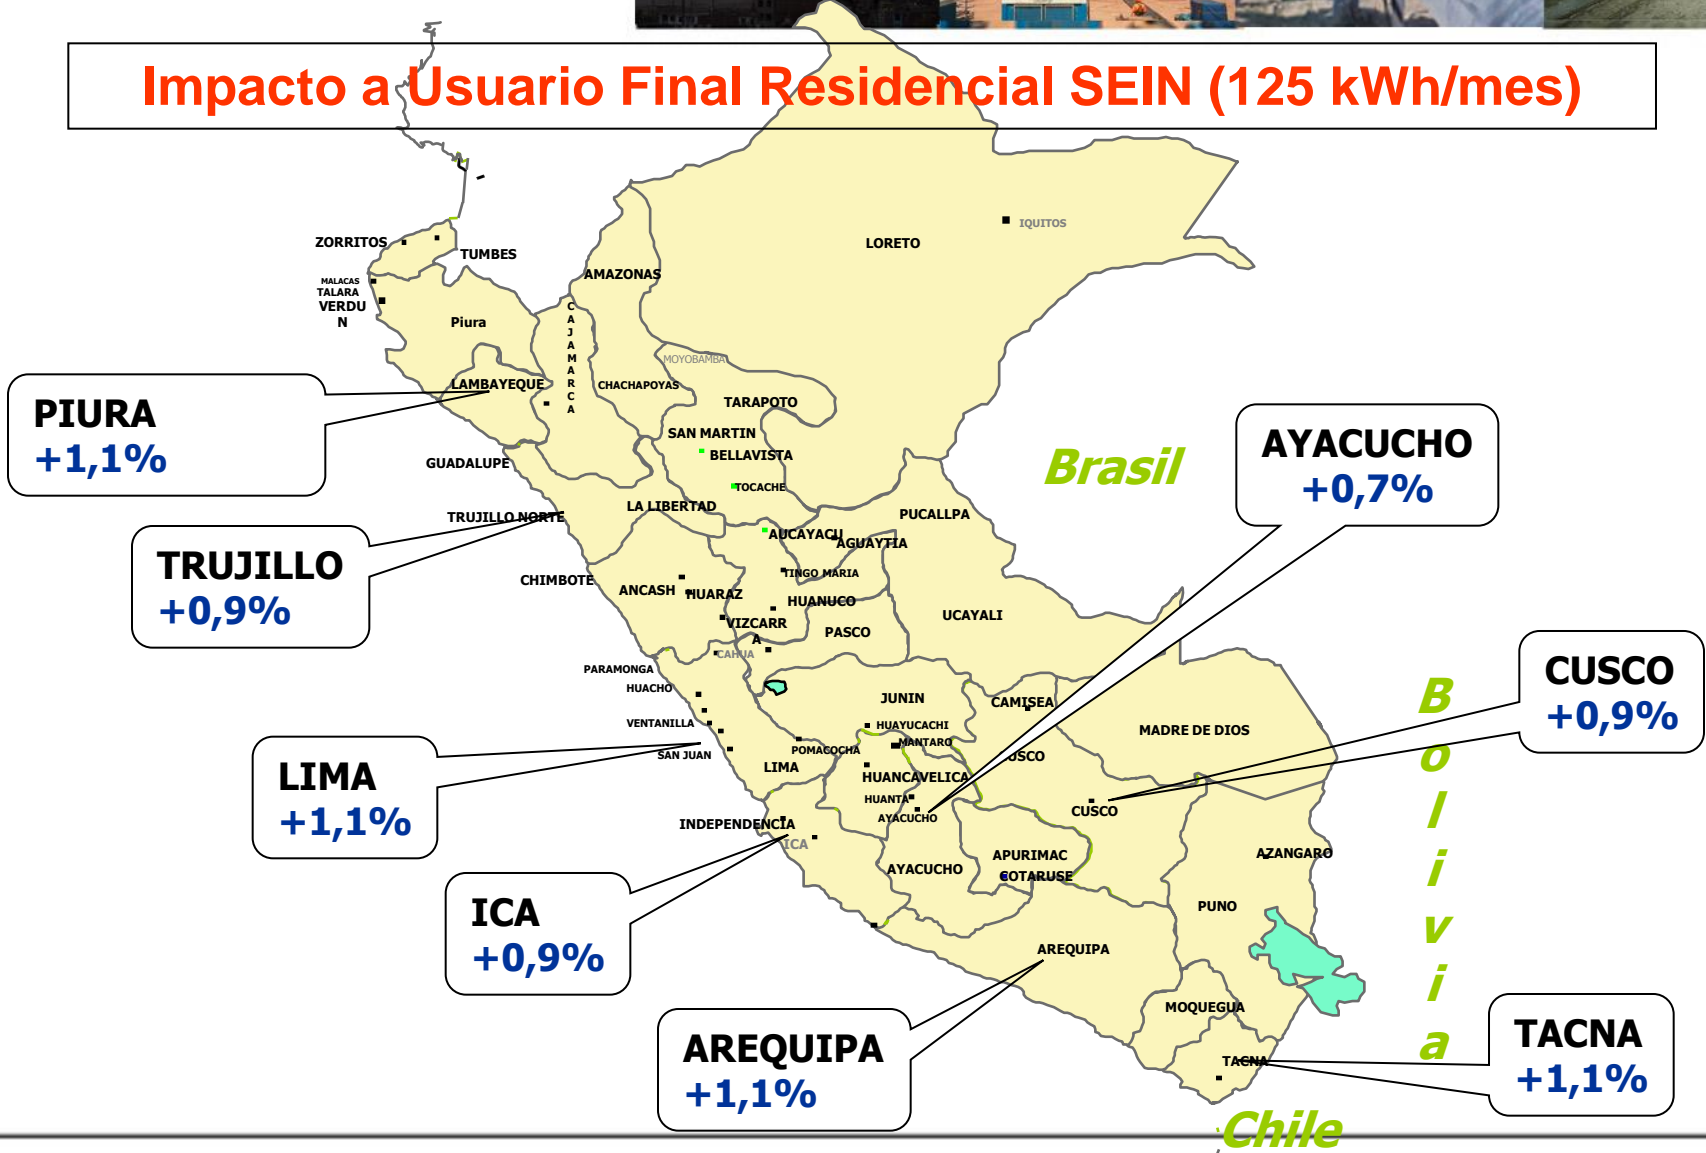 Impacto a Usuario Final Residencial SEIN (125 kWh/mes)
IQUITOS
LORETO
ZORRITOS
TUMBES
AMAZONAS
MALACAS
TALARA
VERDU
N
Piura
C
A
J
A
M
A
R
C
A
MOYOBAMBA
LAMBAYEQUE
CHACHAPOYAS
TARAPOTO
PIURA
+1,1%
SAN MARTIN
BELLAVISTA
Brasil
AYACUCHO
+0,7%
GUADALUPE
TOCACHE
LA LIBERTAD
TRUJILLO NORTE
PUCALLPA
AUCAYACU
AGUAYTIA
TRUJILLO
+0,9%
CHIMBOTE
TINGO MARIA
ANCASH
HUARAZ
HUANUCO
UCAYALI
VIZCARR
A
PASCO
CAHUA
PARAMONGA
HUACHO
JUNIN
CAMISEA
CUSCO
+0,9%
VENTANILLA
HUAYUCACHI
MADRE DE DIOS
SAN JUAN
POMACOCHA
MANTARO
USCO
LIMA
HUANCAVELICA
LIMA
+1,1%
HUANTA
AYACUCHO
CUSCO
INDEPENDENCIA
ICA
AYACUCHO
APURIMAC
COTARUSE
AZANGARO
PUNO
ICA
+0,9%
AREQUIPA
MOQUEGUA
B
o
l
i
v
i
a
AREQUIPA
+1,1%
TACNA
TACNA
+1,1%
Chile